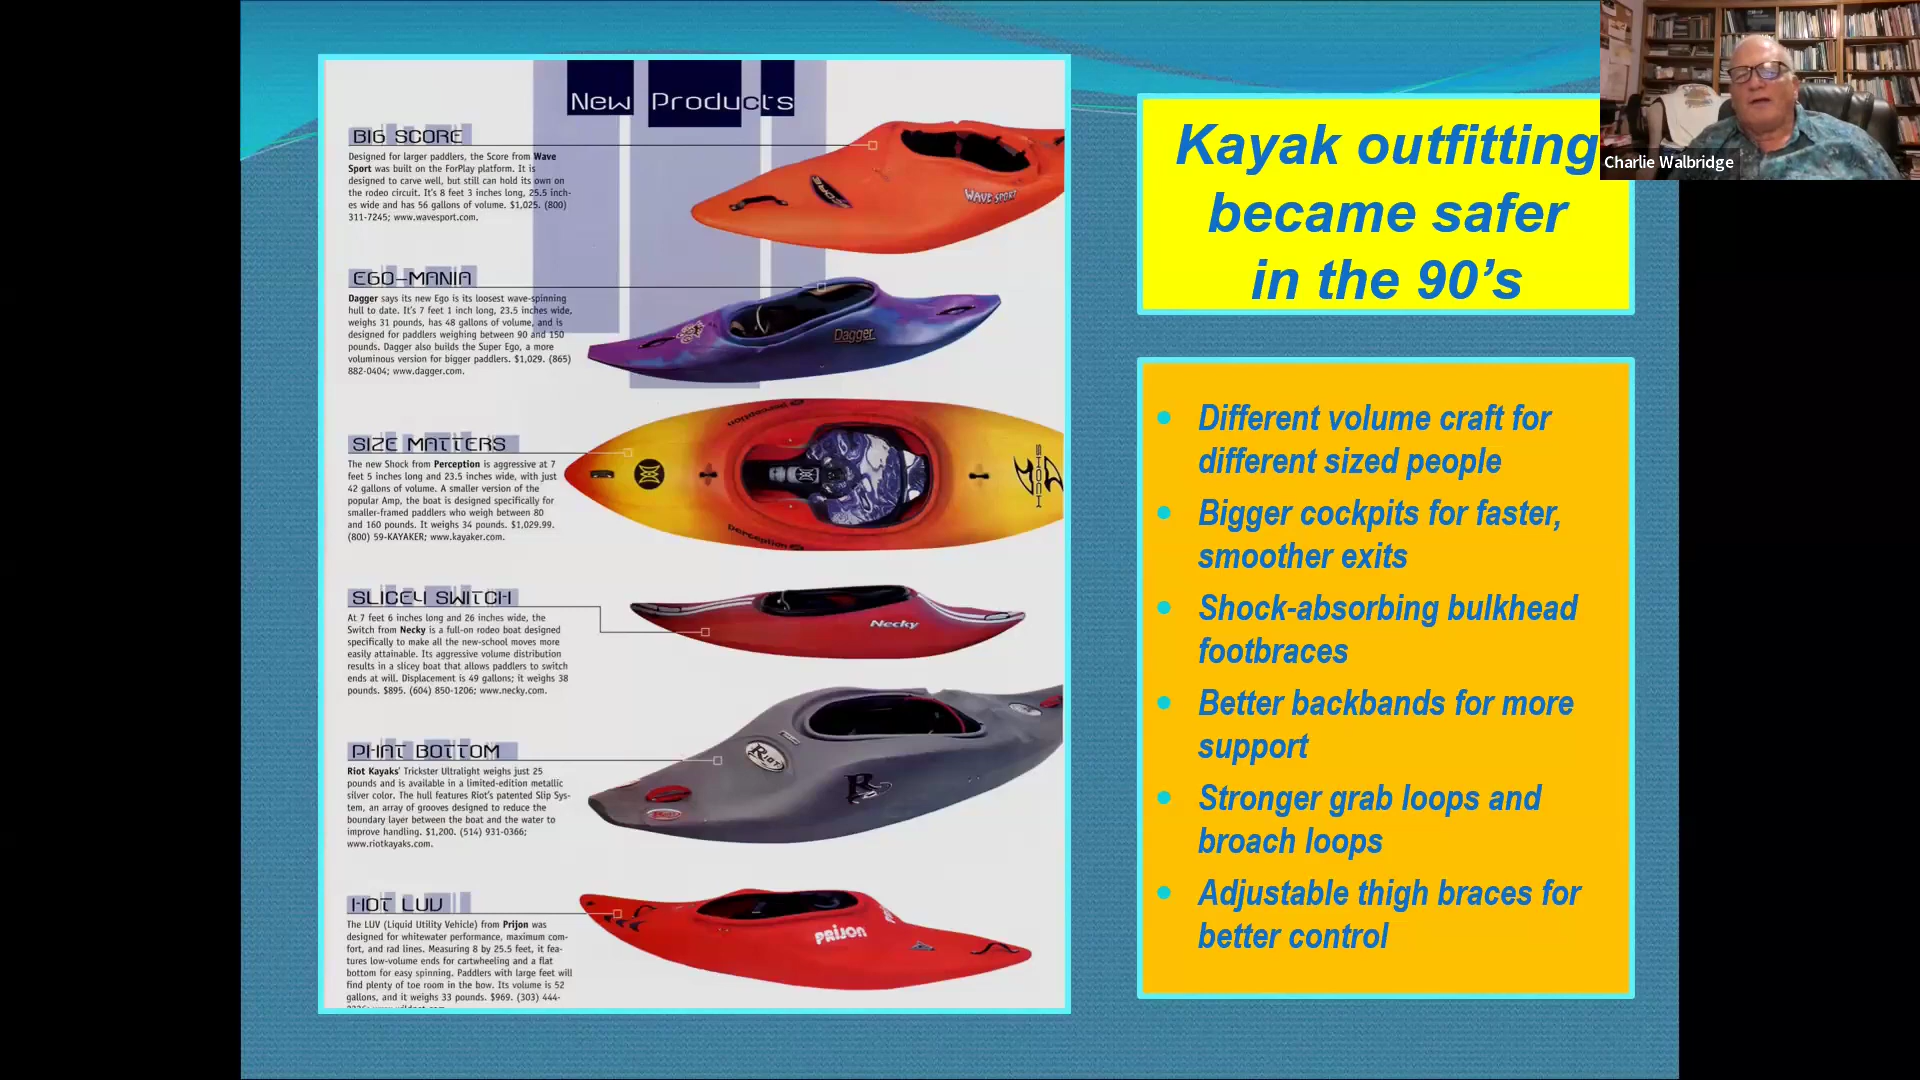 New Products
BIG SCORE
Designed for larger paddlers, the Score from Wave
Sport was built on the ForPlay platform. It is
designed to carve well, but still can hold its own on
the rodeo circuit. It's 8 feet 3 inches long, 25.5 inch-
es wide and has 56 gallons of volume. $1,025. (800)
311-7245; www.wavesport.com.
SCORE
WAVE SPORT
EGO-MANIA
Dagger says its new Ego is its loosest wave-spinning
hull to date. It's 7 feet 1 inch long, 23.5 inches wide,
weighs 31 pounds, has 48 gallons of volume, and is
designed for paddlers weighing between 90 and 150
pounds. Dagger also builds the Super Ego, a more
voluminous version for bigger paddlers. $1,029. (865)
882-0404; www.dagger.com.
Dagger
SIZE MATTERS
The new Shock from Perception is aggressive at 7
feet 5 inches long and 23.5 inches wide, with just
42 gallons of volume. A smaller version of the
popular Amp, the boat is designed specifically for
smaller-framed paddlers who weigh between 80
and 160 pounds. It weighs 34 pounds. $1,029.99.
(800) 59-KAYAKER; www.kayaker.com.
perception
perception
SHOCK
SLICEY SWITCH
At 7 feet 6 inches long and 26 inches wide, the
Switch from Necky is a full-on rodeo boat designed
specifically to make all the new-school moves more
easily attainable. Its aggressive volume distribution
results in a slicey boat that allows paddlers to switch
ends at will. Displacement is 49 gallons; it weighs 38
pounds. $895. (604) 850-1206; www.necky.com.
Necky
PHAT BOTTOM
Riot Kayaks' Trickster Ultralight weighs just 25
pounds and is available in a limited-edition metallic
silver color. The hull features Riot's patented Slip Sys-
tem, an array of grooves designed to reduce the
boundary layer between the boat and the water to
improve handling. $1,200. (514) 931-0366;
www.riotkayaks.com.
RIOT
R
HOT LUV
The LUV (Liquid Utility Vehicle) from Prijon was
designed for whitewater performance, maximum com-
fort, and rad lines. Measuring 8 by 25.5 feet, it fea-
tures low-volume ends for cartwheeling and a flat
bottom for easy spinning. Paddlers with large feet will
find plenty of toe room in the bow. Its volume is 52
gallons, and it weighs 33 pounds. $969. (303) 444-
PRIJON
Kayak outfitting
became safer
in the 90's
• Different volume craft for
different sized people
• Bigger cockpits for faster,
smoother exits
• Shock-absorbing bulkhead
footbraces
• Better backbands for more
support
• Stronger grab loops and
broach loops
• Adjustable thigh braces for
better control
Charlie Walbridge